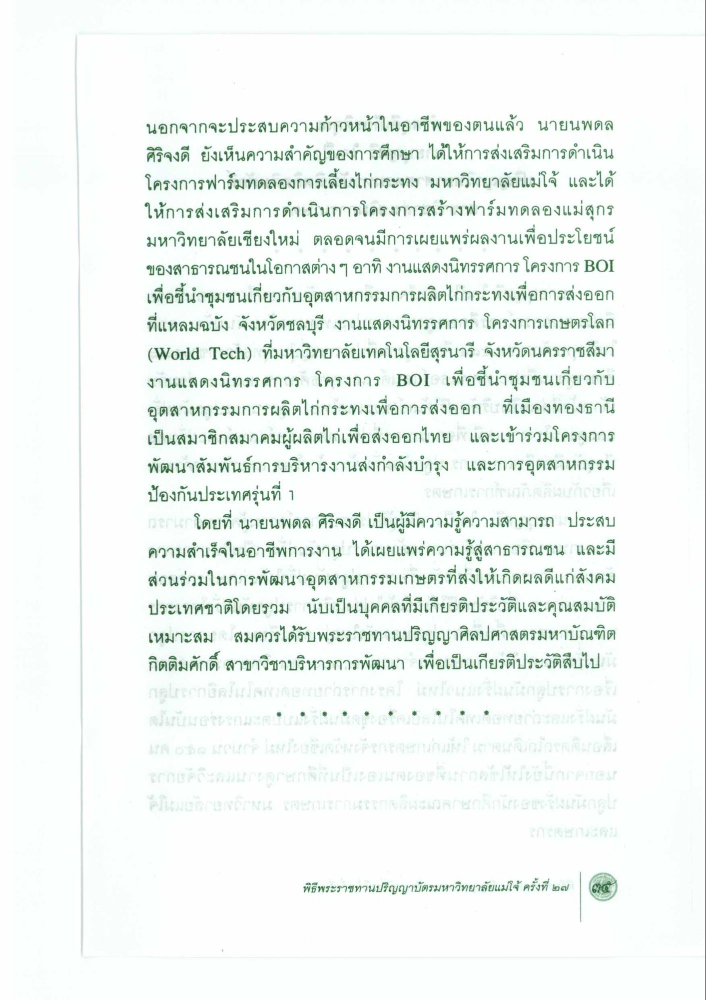 นอกจากจะประสบความก้าวหน้าในอาชีพของตนแล้ว นายนพดล
ศิริจงดี ยังเห็นความสำคัญของการศึกษา ได้ให้การส่งเสริมการดำเนิน
โครงการฟาร์มทดลองการเลี้ยงไก่กระทง มหาวิทยาลัยแม่โจ้ และได้
ให้การส่งเสริมการดำเนินการโครงการสร้างฟาร์มทดลองแม่สุกร
มหาวิทยาลัยเชียงใหม่ ตลอดจนมีการเผยแพร่ผลงานเพื่อประโยชน์
ของสาธารณชนในโอกาสต่าง ๆ อาทิ งานแสดงนิทรรศการ โครงการ BOI
เพื่อชี้นำชุมชนเกี่ยวกับอุตสาหกรรมการผลิตไก่กระทงเพื่อการส่งออก
ที่แหลมฉบัง จังหวัดชลบุรี งานแสดงนิทรรศการ โครงการเกษตรโลก
(World Tech) ที่มหาวิทยาลัยเทคโนโลยีสุรนารี จังหวัดนครราชสีมา
งานแสดงนิทรรศการ โครงการ BOI เพื่อชี้นำชุมชนเกี่ยวกับ
อุตสาหกรรมการผลิตไก่กระทงเพื่อการส่งออก ที่เมืองทองธานี
เป็นสมาชิกสมาคมผู้ผลิตไก่เพื่อส่งออกไทย และเข้าร่วมโครงการ
พัฒนาสัมพันธ์การบริหารงานส่งกำลังบำรุง และการอุตสาหกรรม
ป้องกันประเทศรุ่นที่ 1
โดยที่ นายนพดล ศิริจงดี เป็นผู้มีความรู้ความสามารถ ประสบ
ความสำเร็จในอาชีพการงาน ได้เผยแพร่ความรู้สู่สาธารณชน และมี
ส่วนร่วมในการพัฒนาอุตสาหกรรมเกษตรที่ส่งให้เกิดผลดีแก่สังคม
ประเทศชาติโดยรวม นับเป็นบุคคลที่มีเกียรติประวัติและคุณสมบัติ
เหมาะสม สมควรได้รับพระราชทานปริญญาศิลปศาสตรมหาบัณฑิต
กิตติมศักดิ์ สาขาวิชาบริหารการพัฒนา เพื่อเป็นเกียรติประวัติสืบไป
* * * * * * * * * *
พิธีพระราชทานปริญญาบัตรมหาวิทยาลัยแม่โจ้ ครั้งที่ ๒๗ ๓๕